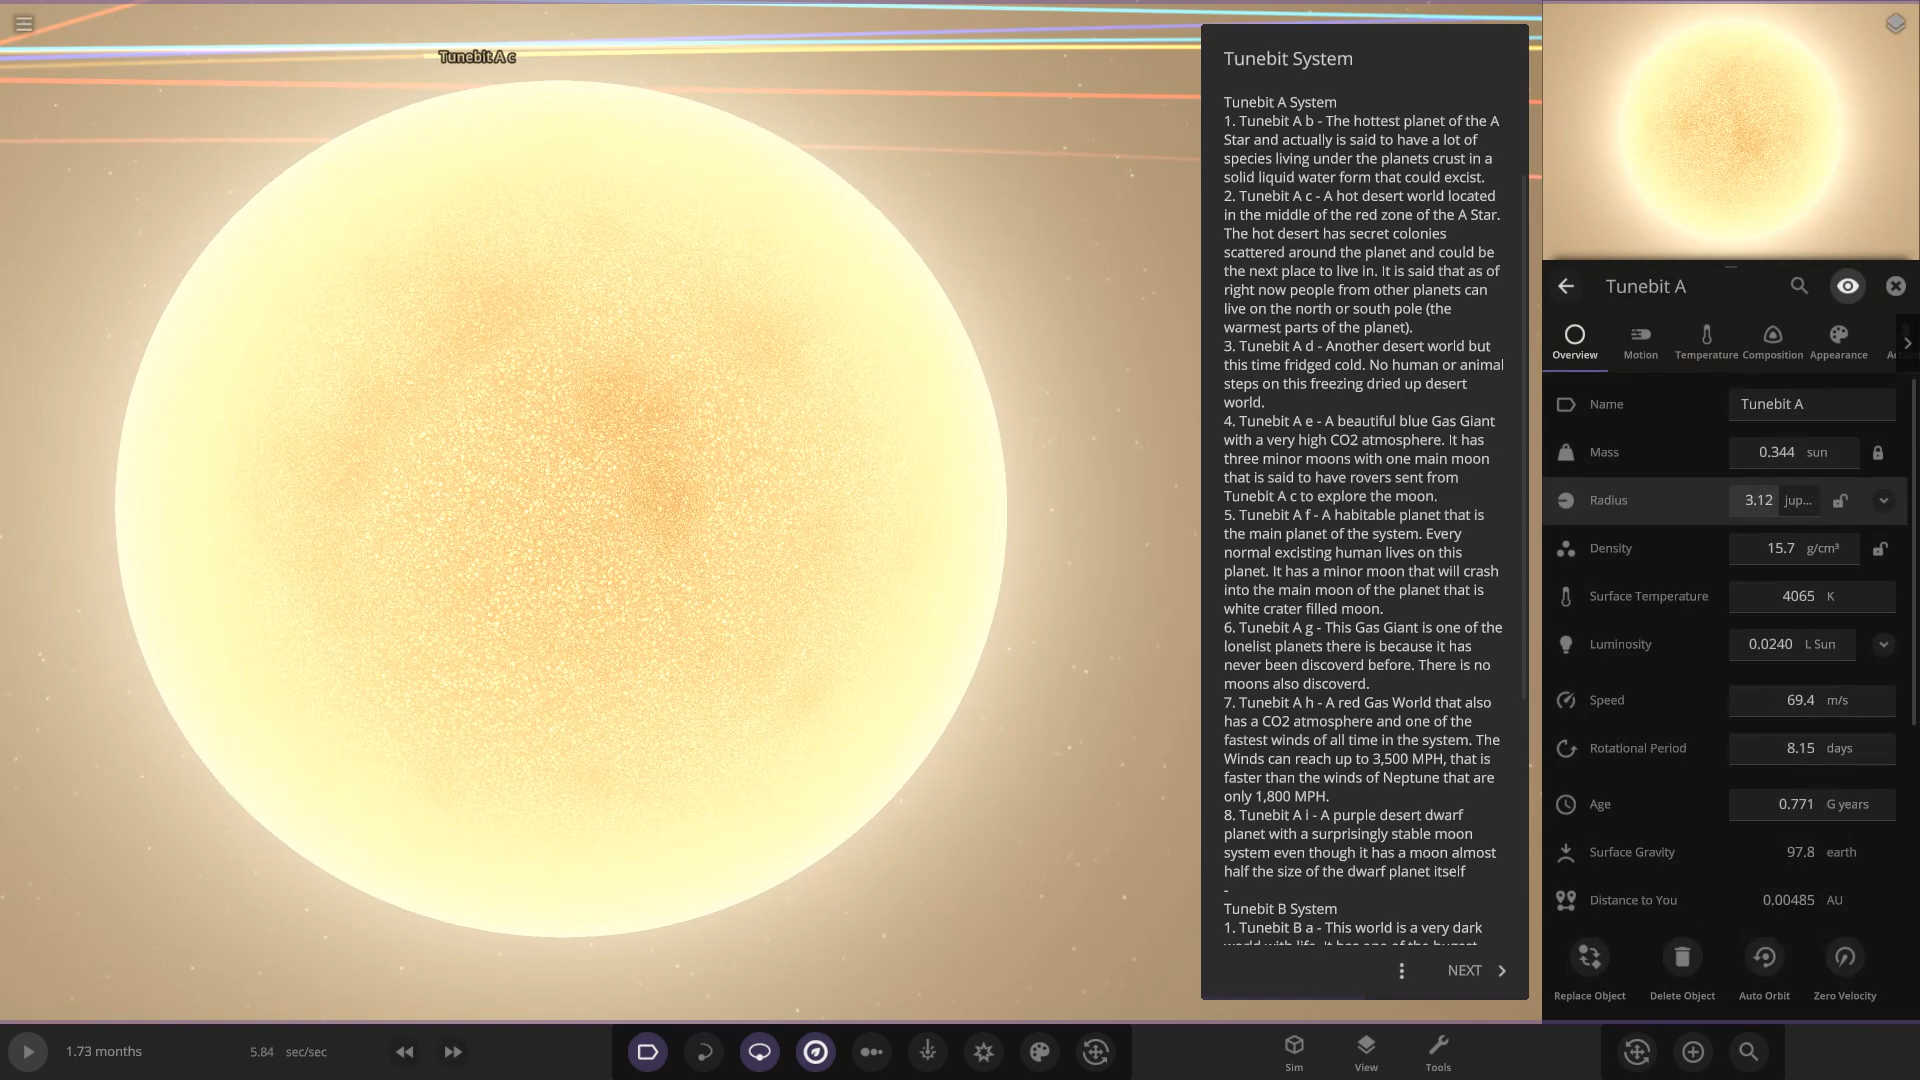 Tunebit A c
Tunebit System
Tunebit A System
1. Tunebit A b - The hottest planet of the A
Star and actually is said to have a lot of
species living under the planets crust in a
solid liquid water form that could excist.
2. Tunebit A c - A hot desert world located
in the middle of the red zone of the A Star.
The hot desert has secret colonies
scattered around the planet and could be
the next place to live in. It is said that as of
right now people from other planets can
live on the north or south pole (the
warmest parts of the planet).
3. Tunebit A d - Another desert world but
this time fridged cold. No human or animal
steps on this freezing dried up desert
world.
4. Tunebit A e - A beautiful blue Gas Giant
with a very high CO2 atmosphere. It has
three minor moons with one main moon
that is said to have rovers sent from
Tunebit A c to explore the moon.
5. Tunebit A f - A habitable planet that is
the main planet of the system. Every
normal excisting human lives on this
planet. It has a minor moon that will crash
into the main moon of the planet that is
white crater filled moon.
6. Tunebit A g - This Gas Giant is one of the
lonelist planets there is because it has
never been discoverd before. There is no
moons also discoverd.
7. Tunebit A h - A red Gas World that also
has a CO2 atmosphere and one of the
fastest winds of all time in the system. The
Winds can reach up to 3,500 MPH, that is
faster than the winds of Neptune that are
only 1,800 MPH.
8. Tunebit A i - A purple desert dwarf
planet with a surprisingly stable moon
system even though it has a moon almost
half the size of the dwarf planet itself
-
Tunebit B System
1. Tunebit B a - This world is a very dark
world with life. It has one of the hugest
NEXT
Tunebit A
Overview Motion Temperature Composition Appearance
Name Tunebit A
Mass 0.344 sun
Radius 3.12 jup...
Density 15.7 g/cm³
Surface Temperature 4065 K
Luminosity 0.0240 L Sun
Speed 69.4 m/s
Rotational Period 8.15 days
Age 0.771 G years
Surface Gravity 97.8 earth
Distance to You 0.00485 AU
Replace Object Delete Object Auto Orbit Zero Velocity
1.73 months 5.84 sec/sec
Sim View Tools